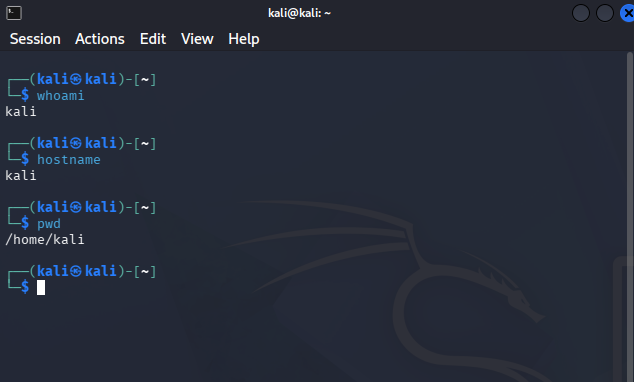 kali@kali: ~
Session Actions Edit View Help
┌──(kali㉿kali)-[~]
└─$ whoami
kali
┌──(kali㉿kali)-[~]
└─$ hostname
kali
┌──(kali㉿kali)-[~]
└─$ pwd
/home/kali
┌──(kali㉿kali)-[~]
└─$